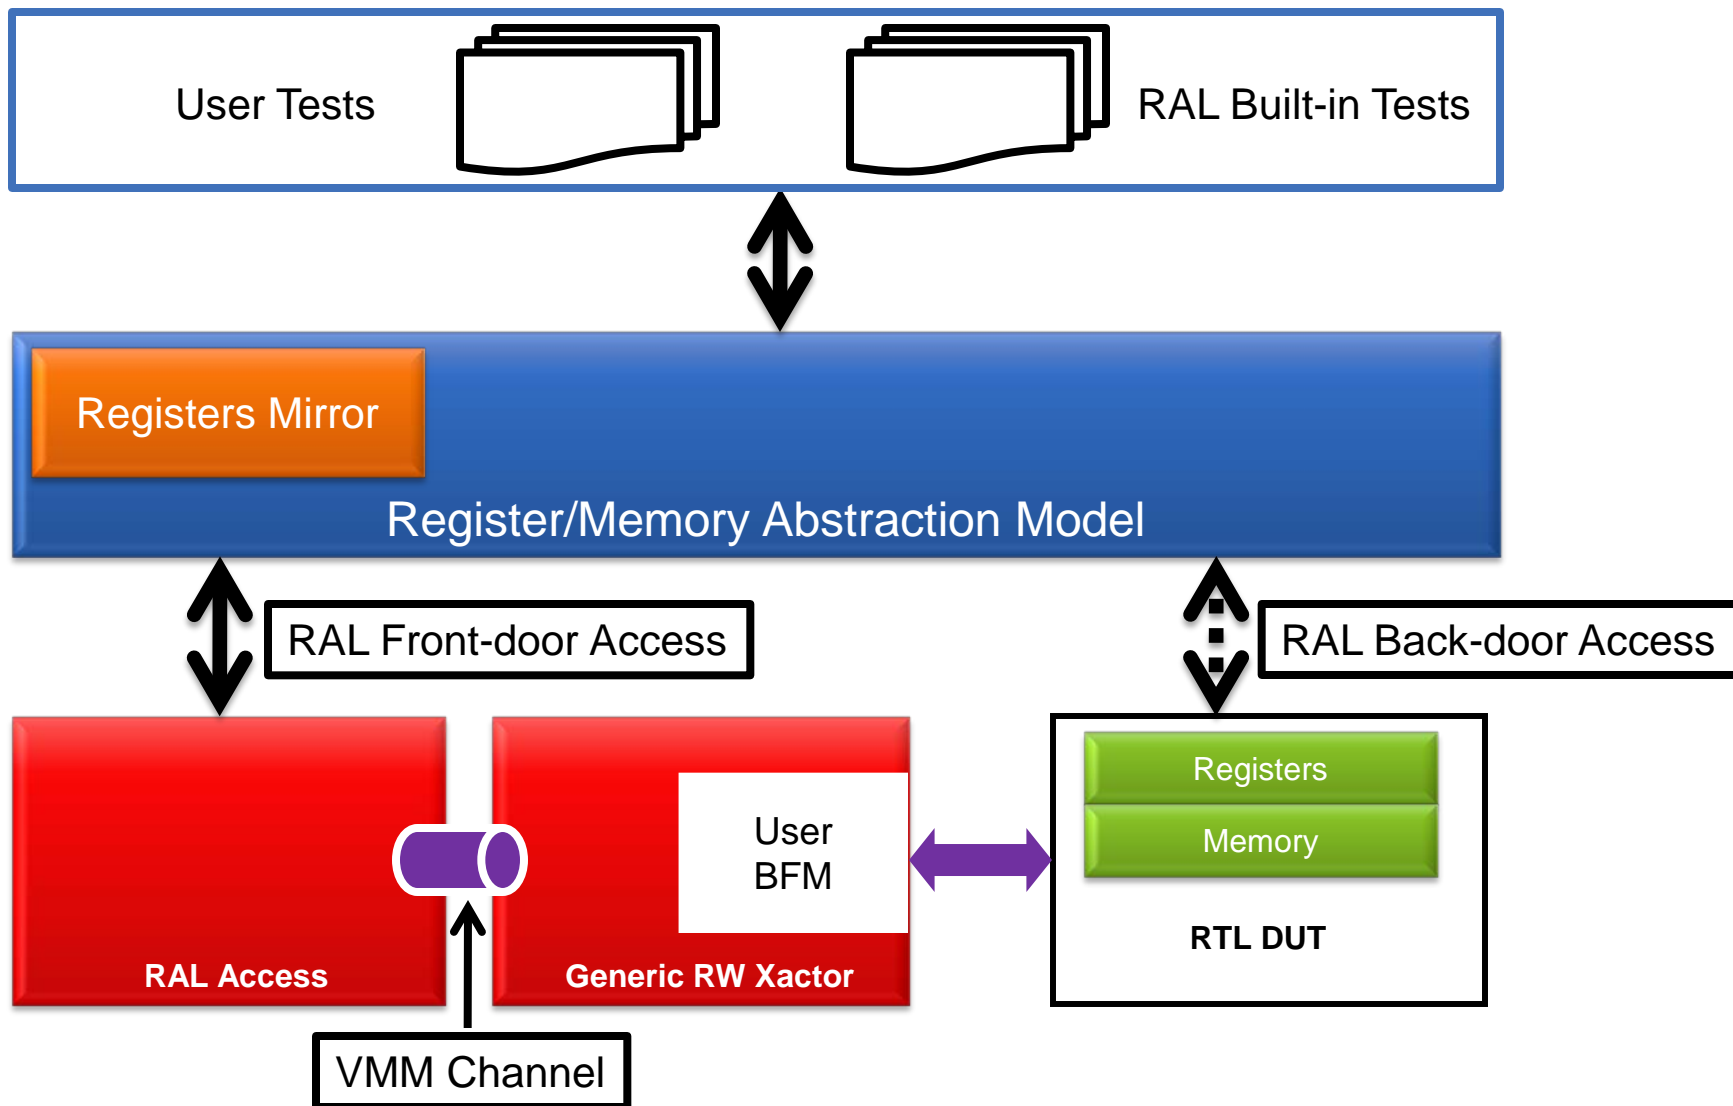 User Tests
RAL Built-in Tests
Registers Mirror
Register/Memory Abstraction Model
RAL Front-door Access
RAL Back-door Access
Registers
Memory
User
BFM
RTL DUT
RAL Access
Generic RW Xactor
VMM Channel